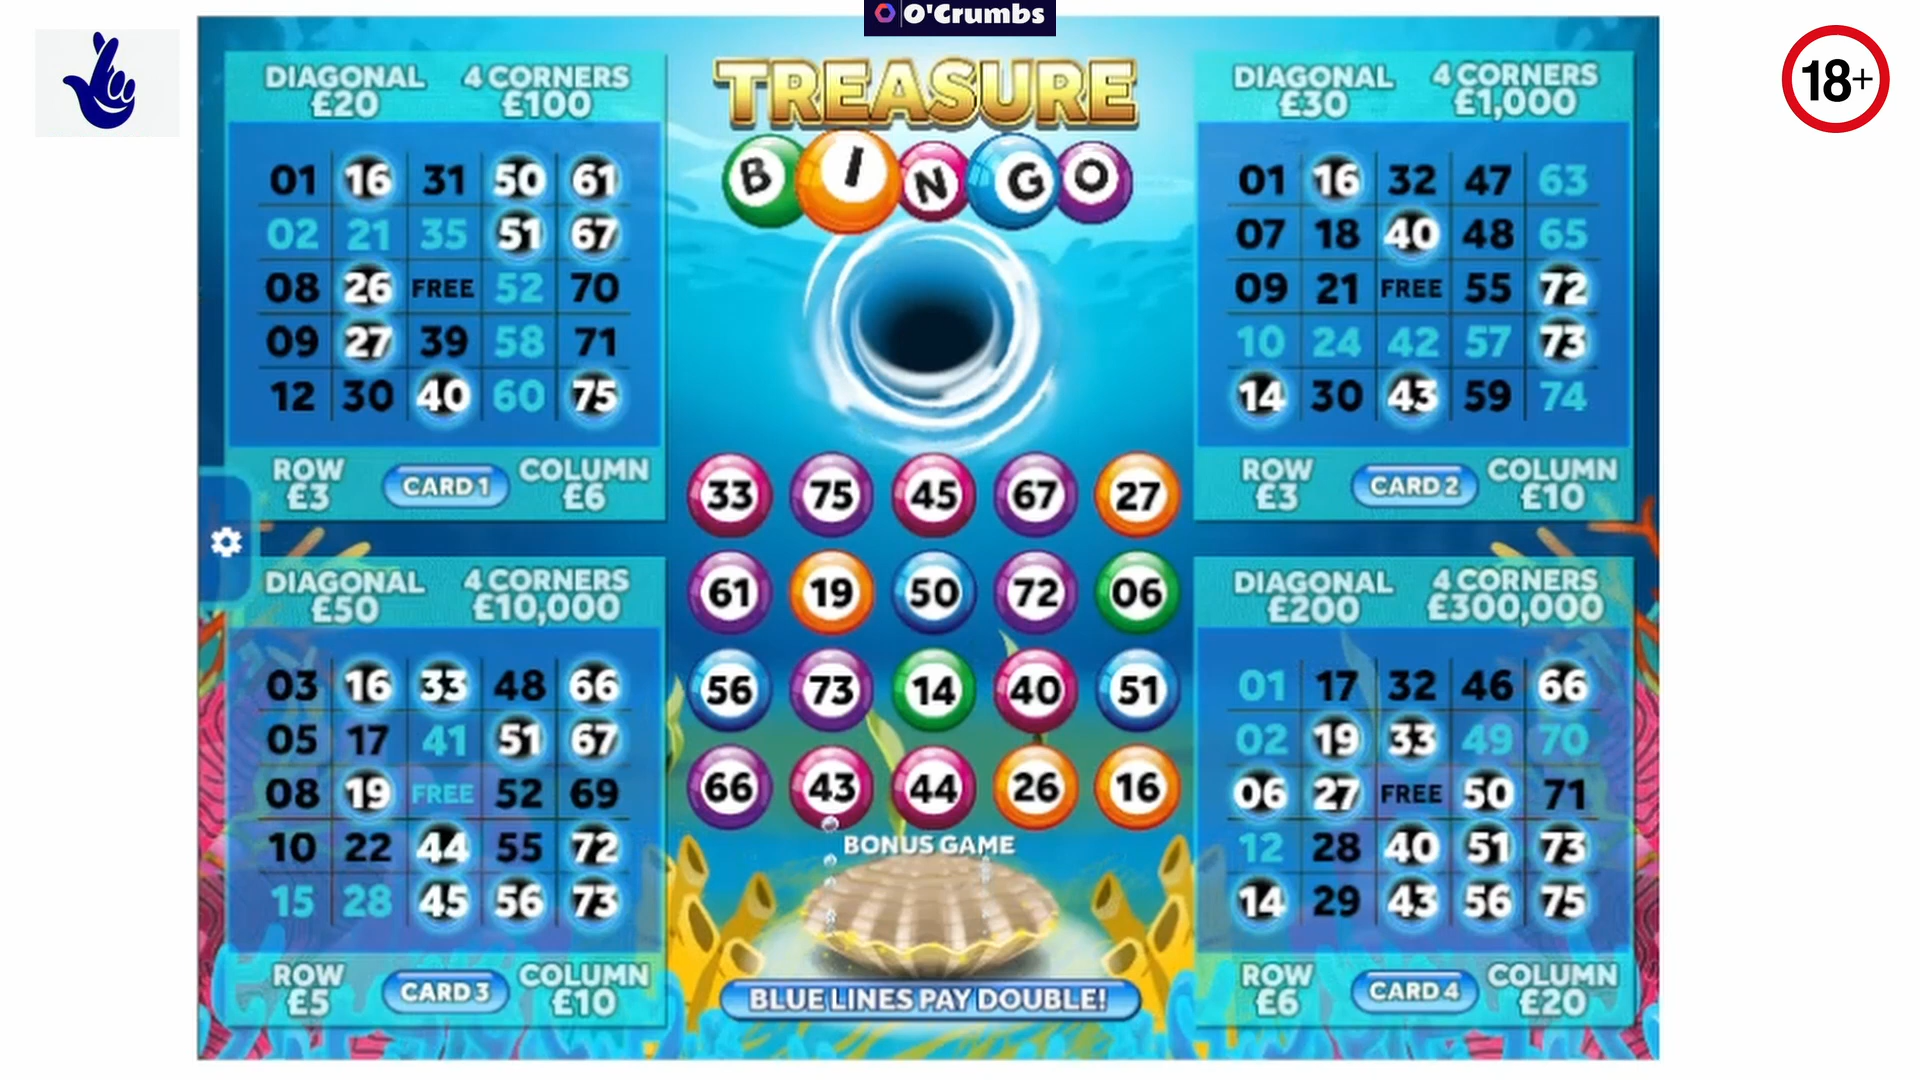 O'Crumbs
18+
TREASURE
BINGO
DIAGONAL 4 CORNERS
£20 £100
01 16 31 50 61
02 21 35 51 67
08 26 FREE 52 70
09 27 39 58 71
12 30 40 60 75
ROW CARD 1 COLUMN
£3 £6
DIAGONAL 4 CORNERS
£30 £1,000
01 16 32 47 63
07 18 40 48 65
09 21 FREE 55 72
10 24 42 57 73
14 30 43 59 74
ROW CARD 2 COLUMN
£3 £10
33 75 45 67 27
61 19 50 72 06
56 73 14 40 51
66 43 44 26 16
BONUS GAME
BLUE LINES PAY DOUBLE!
DIAGONAL 4 CORNERS
£50 £10,000
03 16 33 48 66
05 17 41 51 67
08 19 FREE 52 69
10 22 44 55 72
15 28 45 56 73
ROW CARD 3 COLUMN
£5 £10
DIAGONAL 4 CORNERS
£200 £300,000
01 17 32 46 66
02 19 33 49 70
06 27 FREE 50 71
12 28 40 51 73
14 29 43 56 75
ROW CARD 4 COLUMN
£6 £20